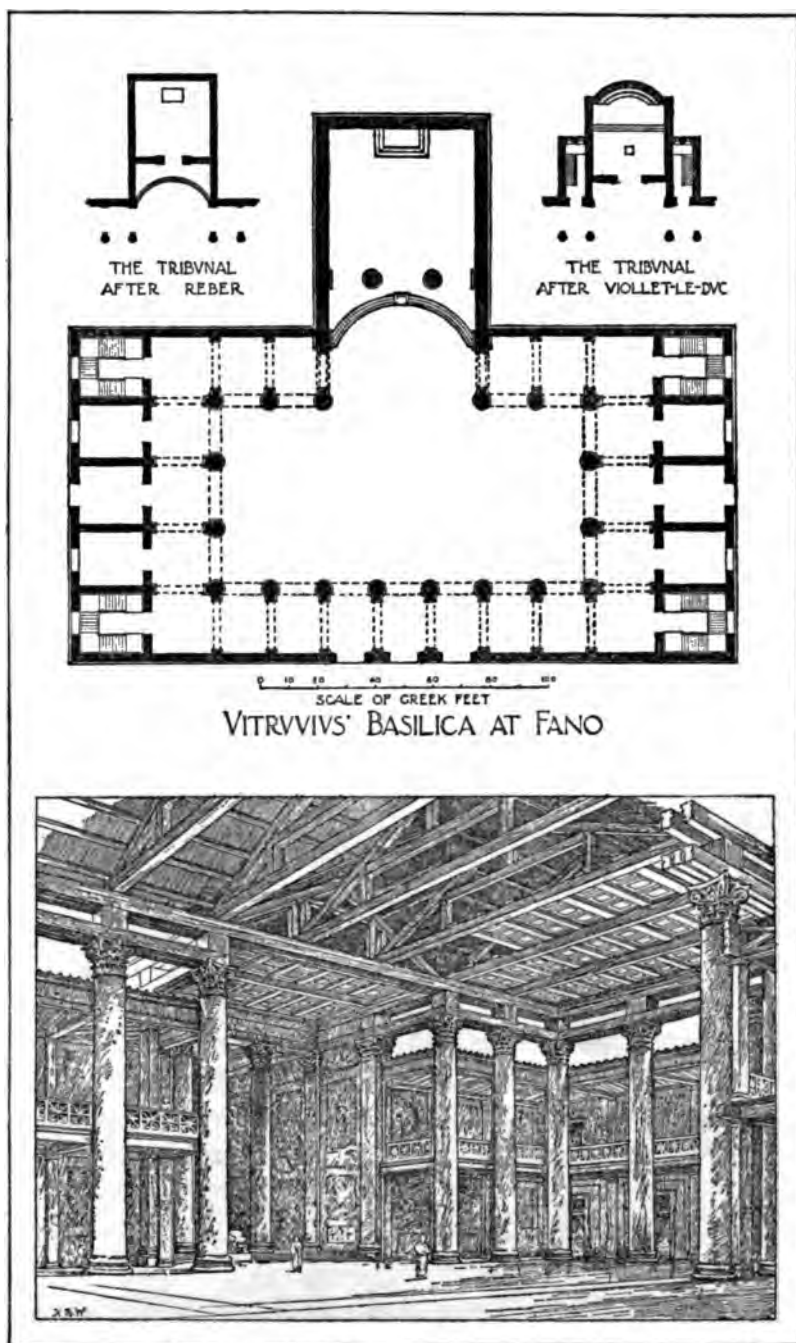 THE TRIBVNAL
AFTER REBER
THE TRIBVNAL
AFTER VIOLLET-LE-DVC
0 10 20 40 60 80 100
SCALE OF GREEK FEET
VITRVVIVS' BASILICA AT FANO